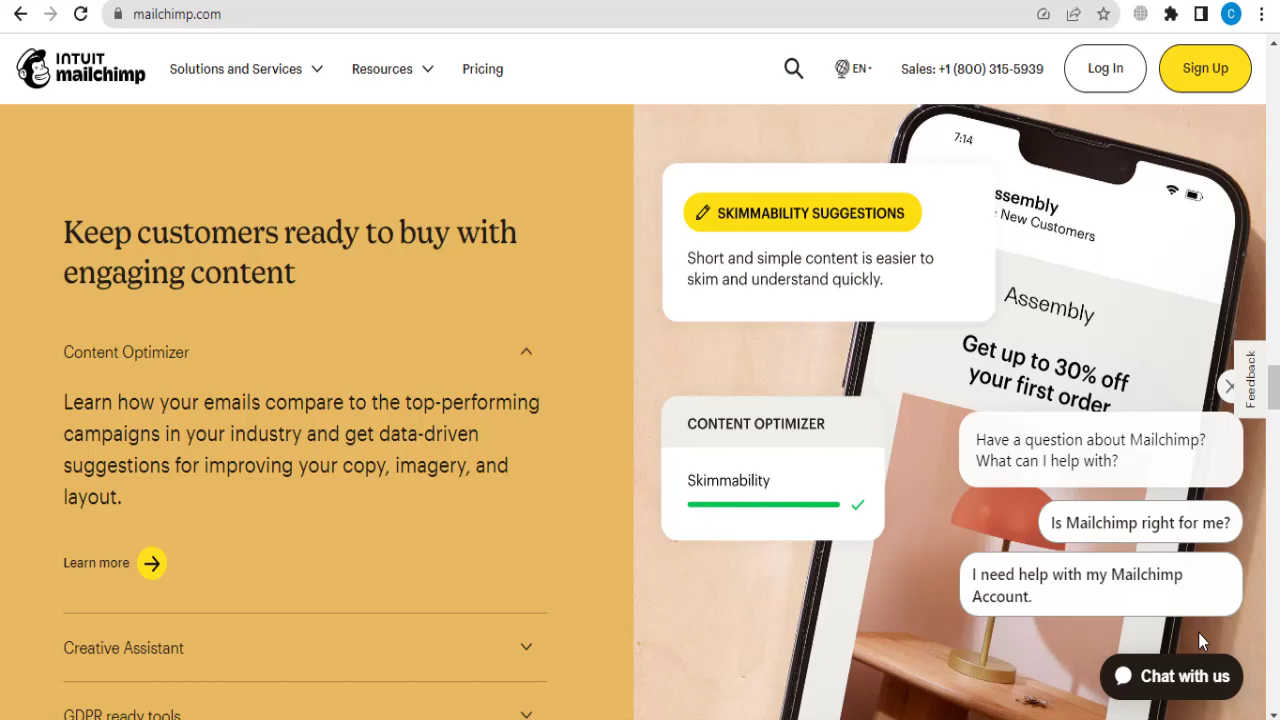 mailchimp.com
C
INTUIT
mailchimp
Solutions and Services
Resources
Pricing
EN
Sales: +1 (800) 315-5939
Log In
Sign Up
Keep customers ready to buy with
engaging content
Content Optimizer
Learn how your emails compare to the top-performing
campaigns in your industry and get data-driven
suggestions for improving your copy, imagery, and
layout.
Learn more
Creative Assistant
GDPR ready tools
7:14
SKIMMABILITY SUGGESTIONS
Short and simple content is easier to
skim and understand quickly.
ssembly
: New Customers
Assembly
Get up to 30% off
your first order
CONTENT OPTIMIZER
Skimmability
Feedback
Have a question about Mailchimp?
What can I help with?
Is Mailchimp right for me?
I need help with my Mailchimp
Account.
Chat with us